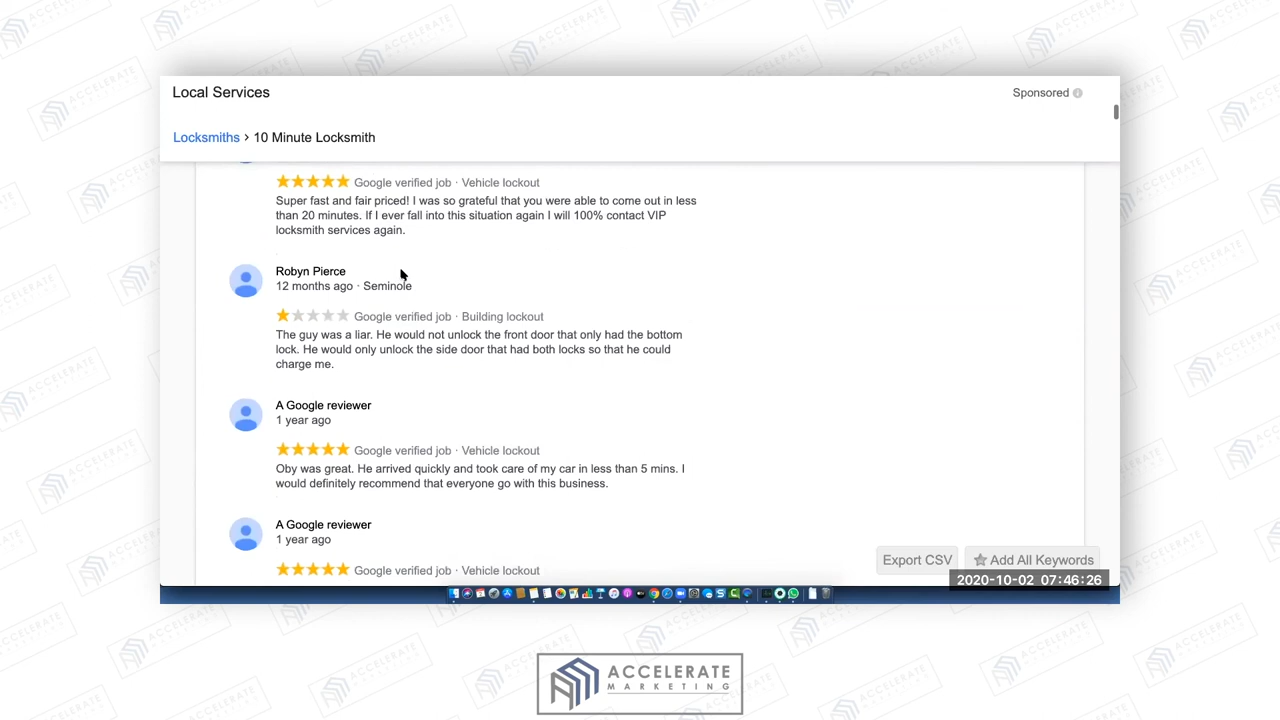 Local Services
Sponsored
Locksmiths > 10 Minute Locksmith
Google verified job · Vehicle lockout
Super fast and fair priced! I was so grateful that you were able to come out in less
than 20 minutes. If I ever fall into this situation again I will 100% contact VIP
locksmith services again.
Robyn Pierce
12 months ago · Seminole
Google verified job · Building lockout
The guy was a liar. He would not unlock the front door that only had the bottom
lock. He would only unlock the side door that had both locks so that he could
charge me.
A Google reviewer
1 year ago
Google verified job · Vehicle lockout
Oby was great. He arrived quickly and took care of my car in less than 5 mins. I
would definitely recommend that everyone go with this business.
A Google reviewer
1 year ago
Google verified job · Vehicle lockout
Export CSV
Add All Keywords
2020-10-02 07:46:26
ACCELERATE
MARKETING